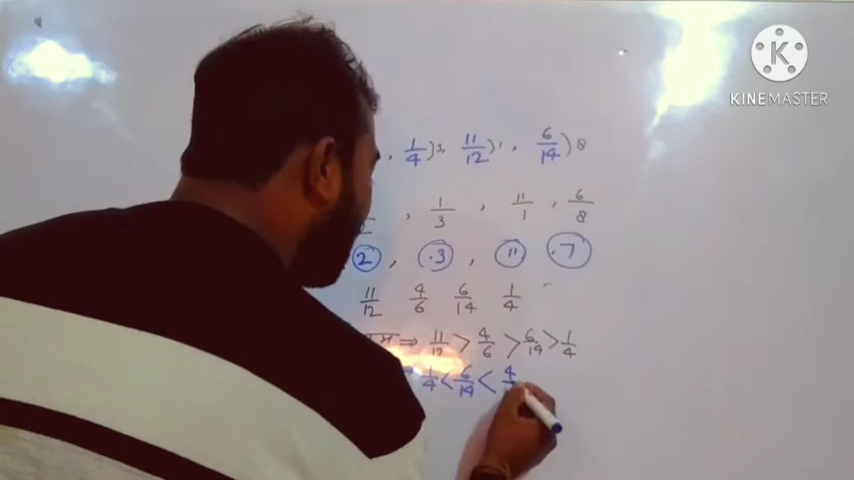 K
KINEMASTER
, 1/4)3, 11/12)1, 6/14)8
, 1/3, 11/1, 6/8
2, .3, 11, .7
11/12 4/6 6/14 1/4
⇒ 11/12 > 4/6 > 6/14 > 1/4
1/4 < 6/14 < 4